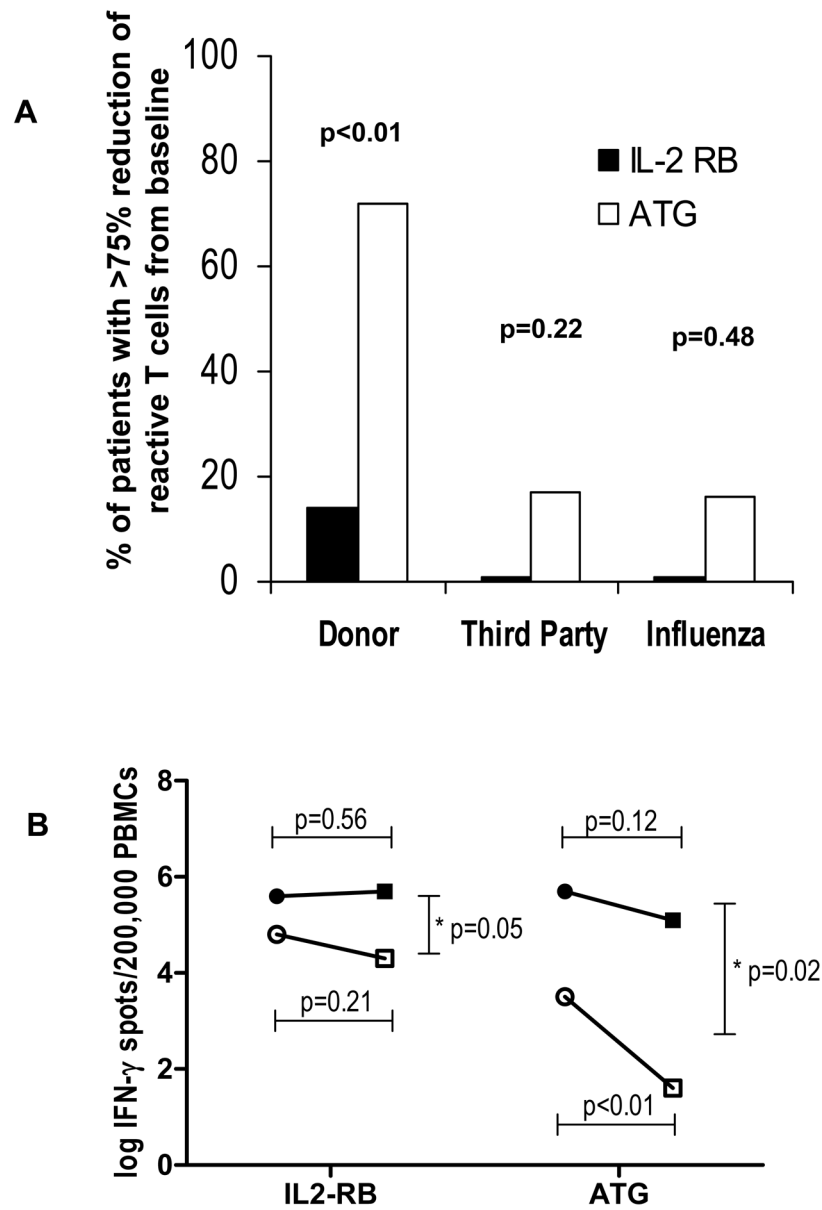 A
% of patients with >75% reduction of
reactive T cells from baseline
100
80
60
40
20
0
p<0.01
p=0.22
p=0.48
IL-2 RB
ATG
Donor
Third Party
Influenza
B
log IFN-γ spots/200,000 PBMCs
8
6
4
2
0
p=0.56
* p=0.05
p=0.21
p=0.12
* p=0.02
p<0.01
IL2-RB
ATG